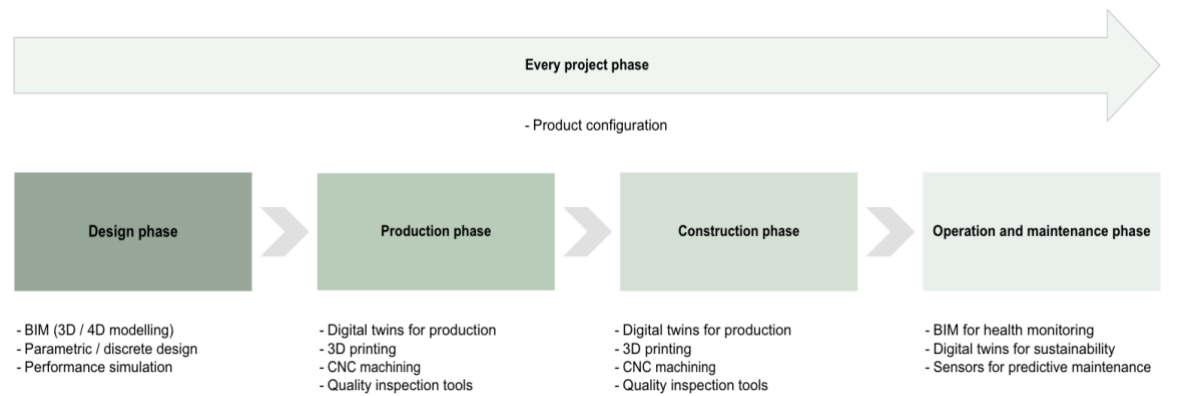 Every project phase
- Product configuration
Design phase
Production phase
Construction phase
Operation and maintenance phase
- BIM (3D / 4D modelling)
- Parametric / discrete design
- Performance simulation
- Digital twins for production
- 3D printing
- CNC machining
- Quality inspection tools
- Digital twins for production
- 3D printing
- CNC machining
- Quality inspection tools
- BIM for health monitoring
- Digital twins for sustainability
- Sensors for predictive maintenance